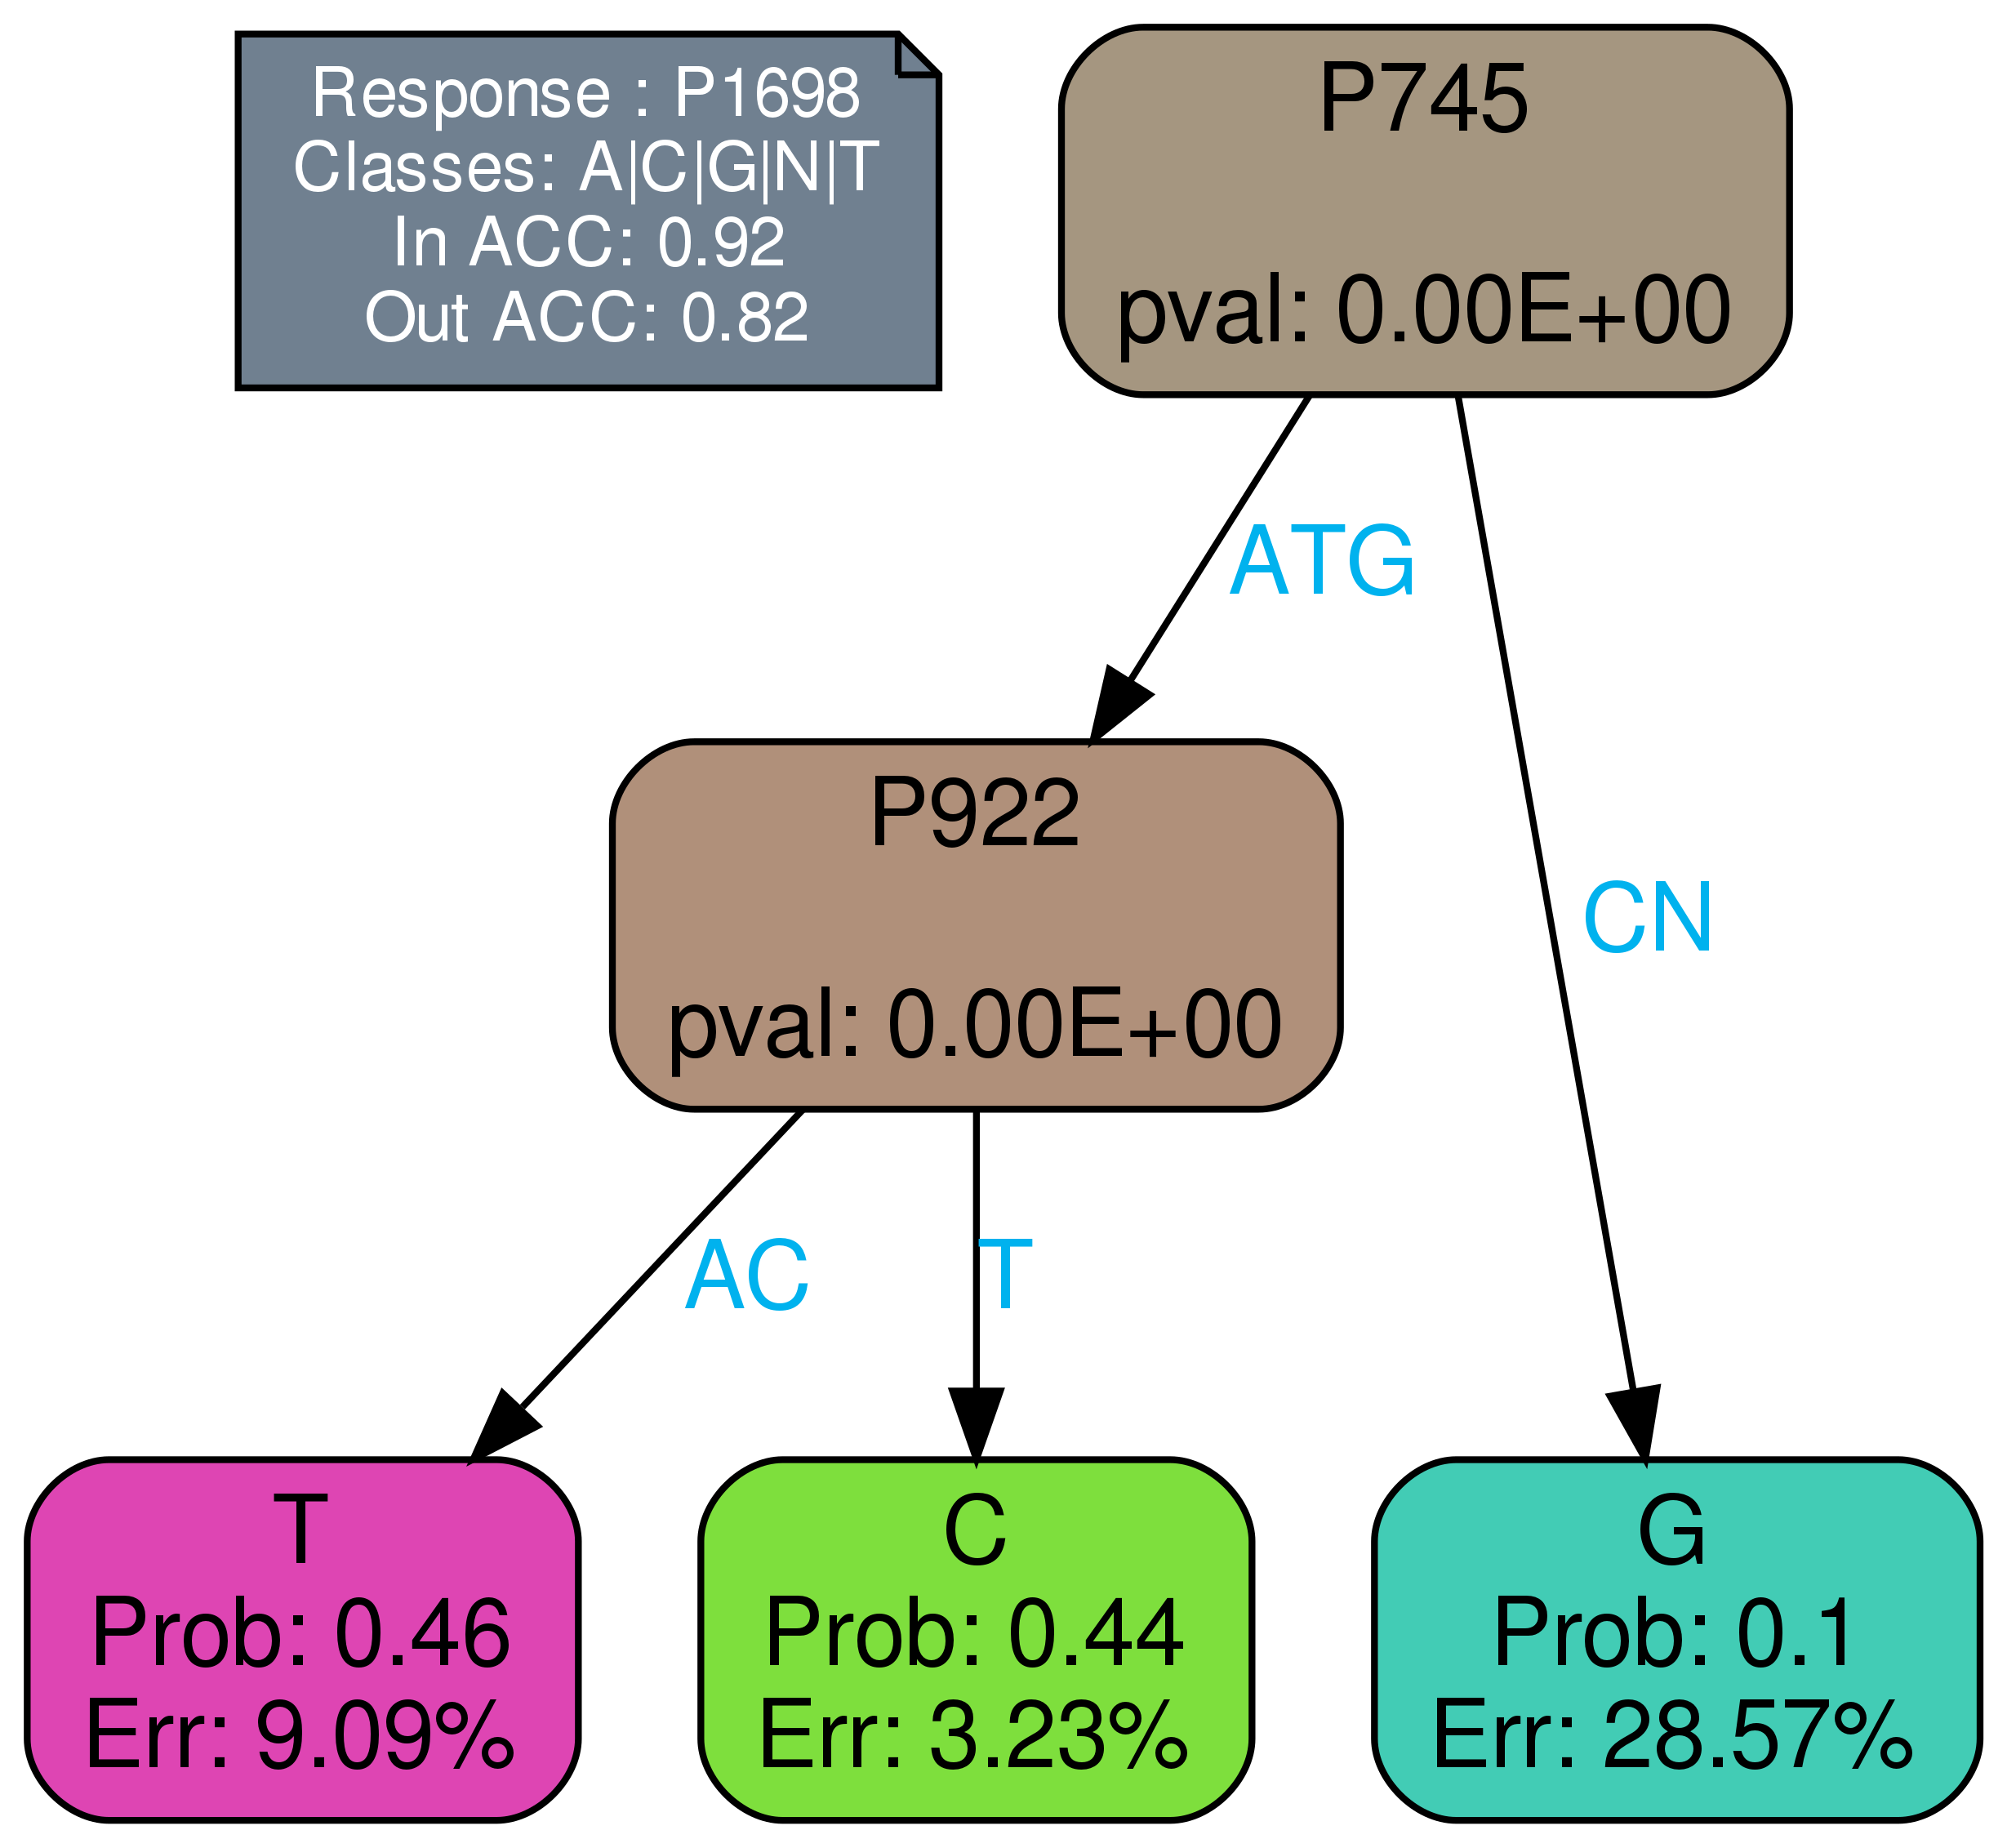 Response : P1698
Classes: A|C|G|N|T
In ACC: 0.92
Out ACC: 0.82
P745
pval: 0.00E+00
ATG
CN
P922
pval: 0.00E+00
AC
T
T
Prob: 0.46
Err: 9.09%
C
Prob: 0.44
Err: 3.23%
G
Prob: 0.1
Err: 28.57%